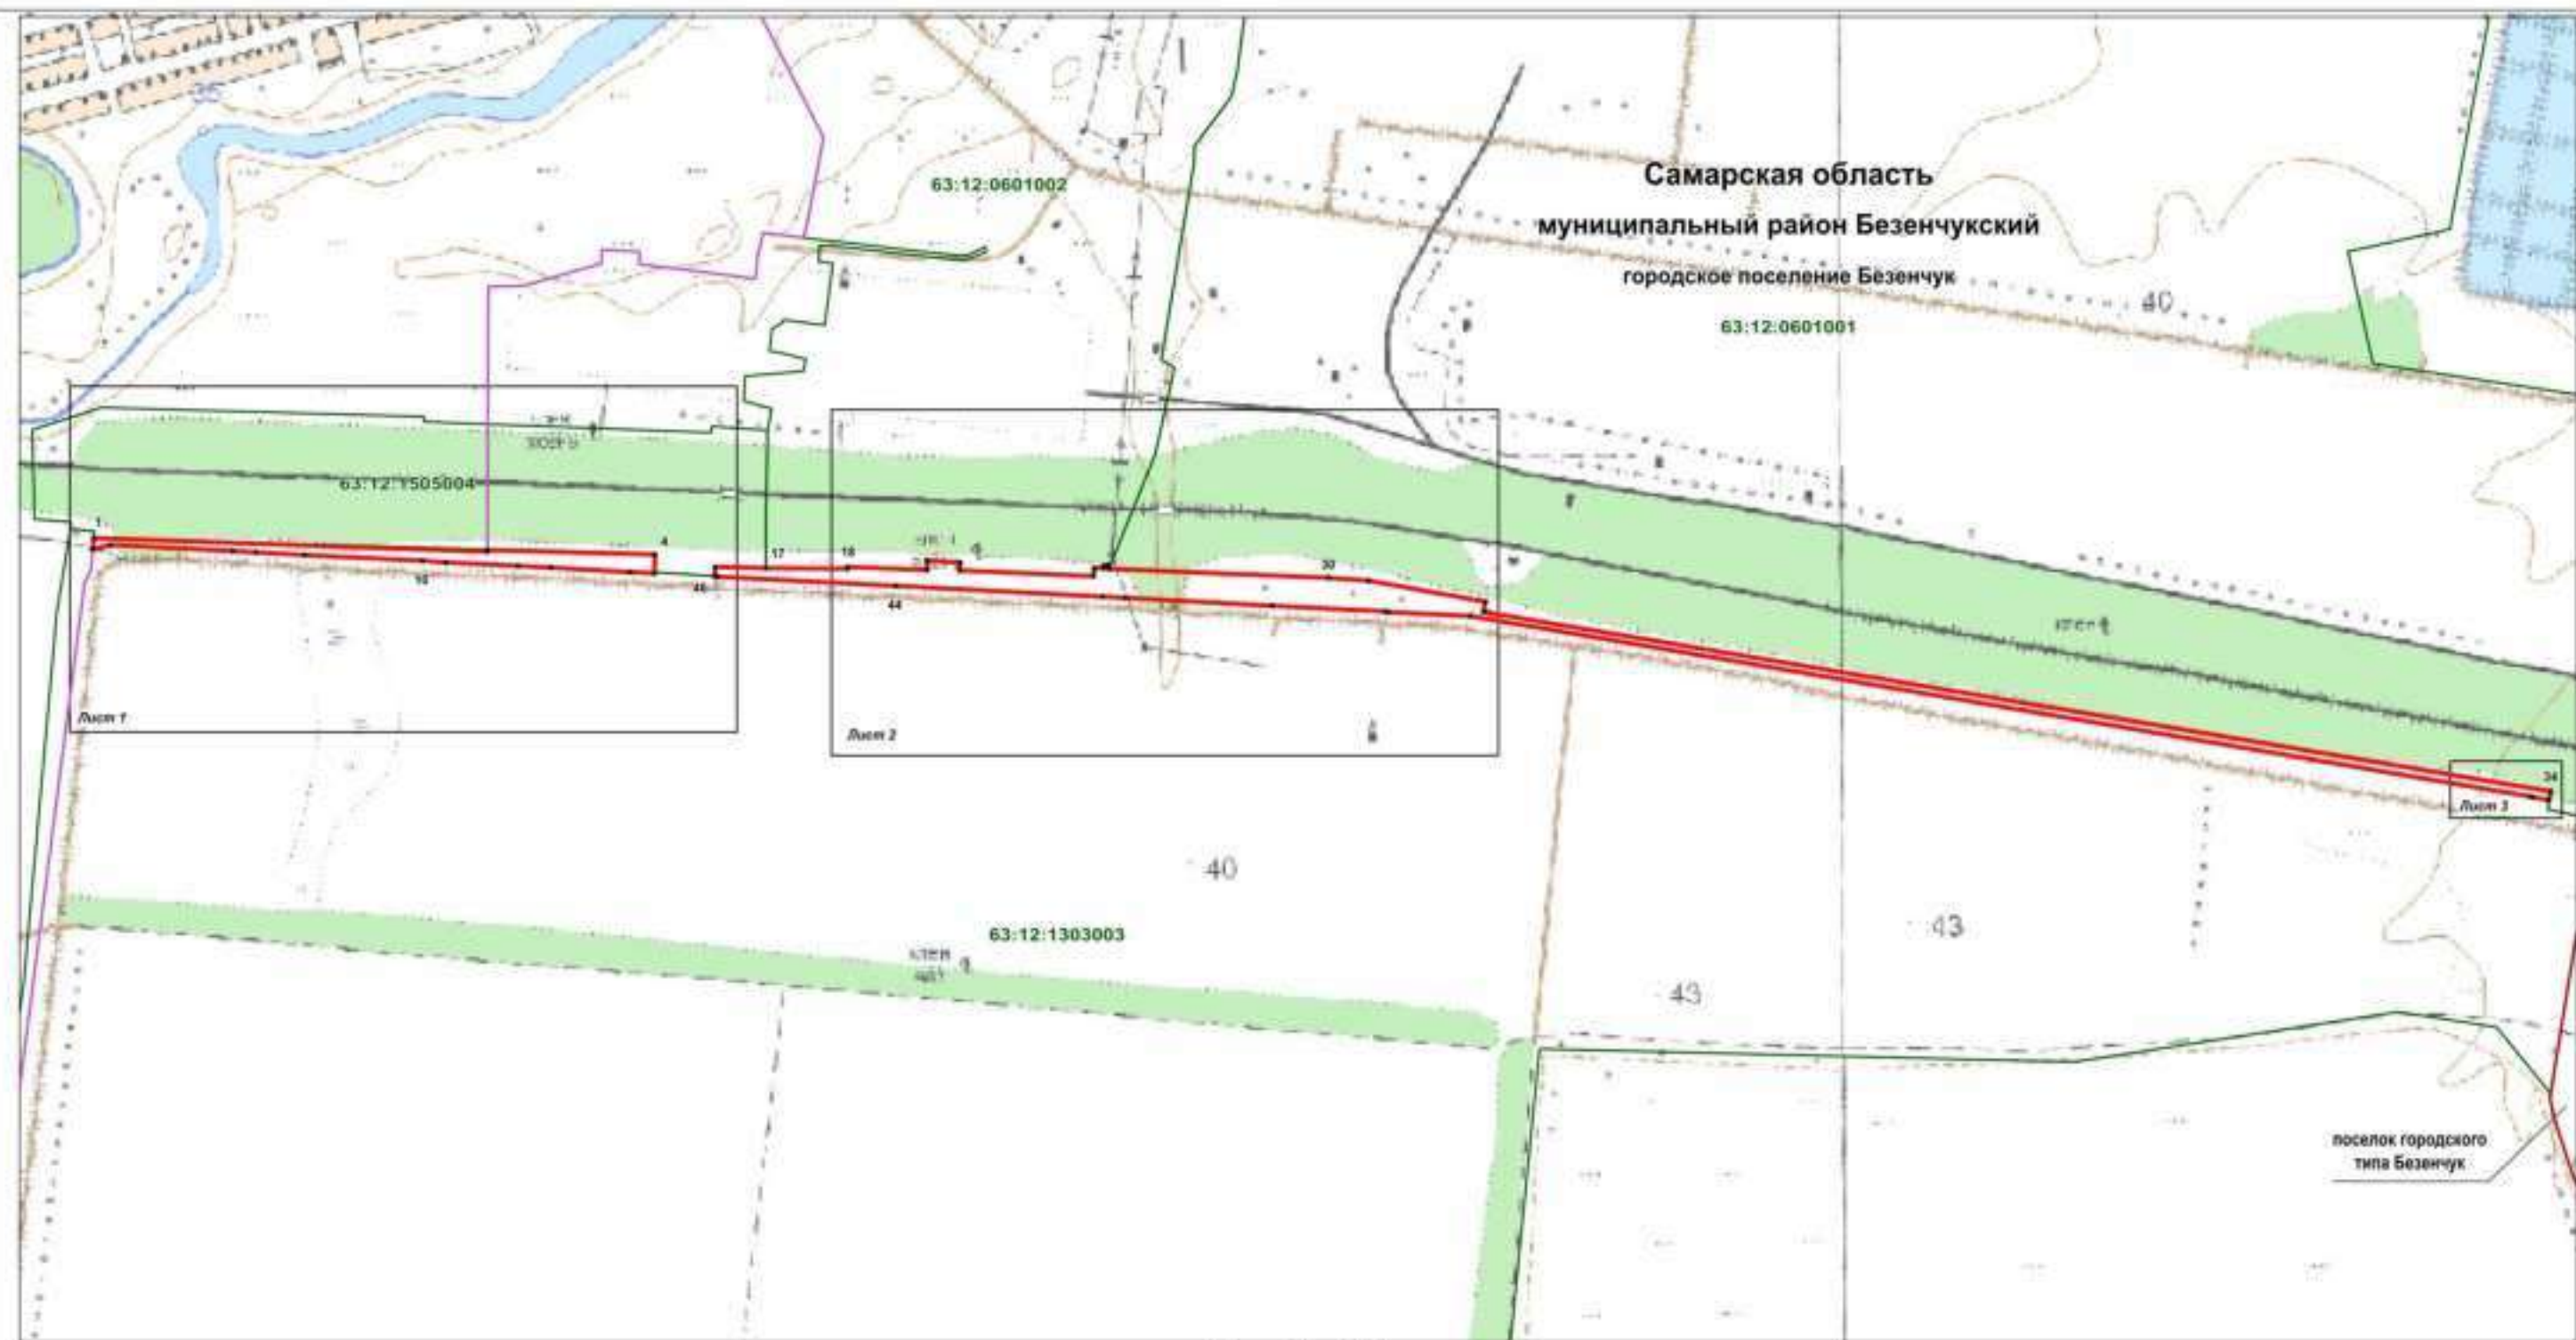 63:12:0601002
Самарская область
муниципальный район Безенчукский
городское поселение Безенчук
63:12:0601001
40
63:12:1505004
1
4
17
18
30
10
44
Лист 1
Лист 2
34
Лист 3
40
43
63:12:1303003
43
поселок городского
типа Безенчук